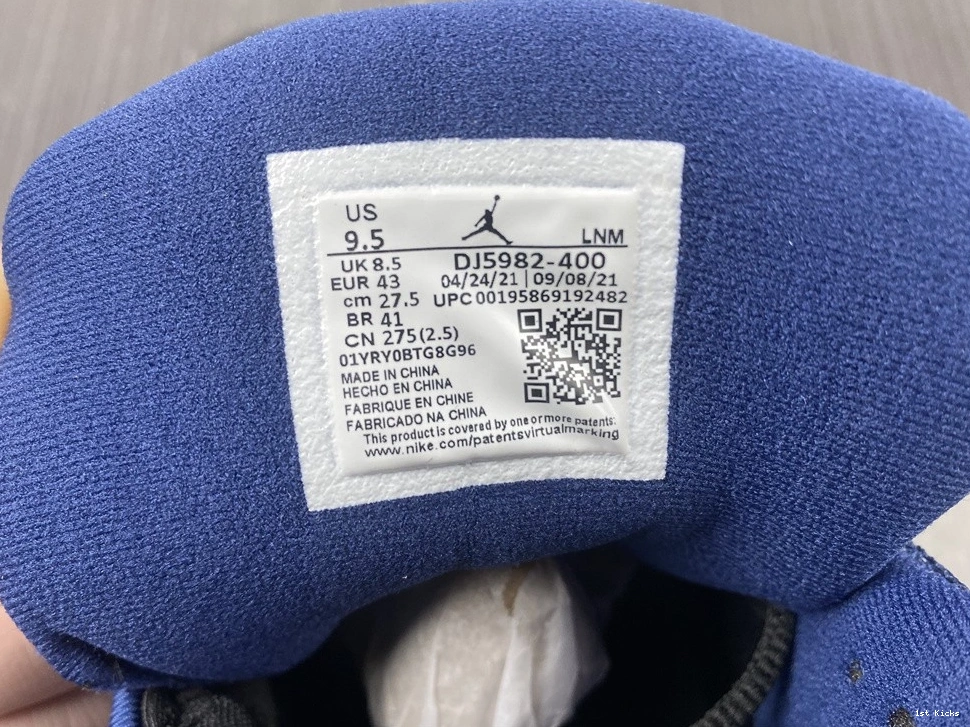 US
9.5
LNM
UK 8.5
DJ5982-400
EUR 43
04/24/21 | 09/08/21
cm 27.5
UPC 00195869192482
BR 41
CN 275(2.5)
01YRY0BTG8G96
MADE IN CHINA
HECHO EN CHINA
FABRIQUE EN CHINE
FABRICADO NA CHINA
This product is covered by one or more patents:
www.nike.com/patentsvirtualmarking
1st Kicks